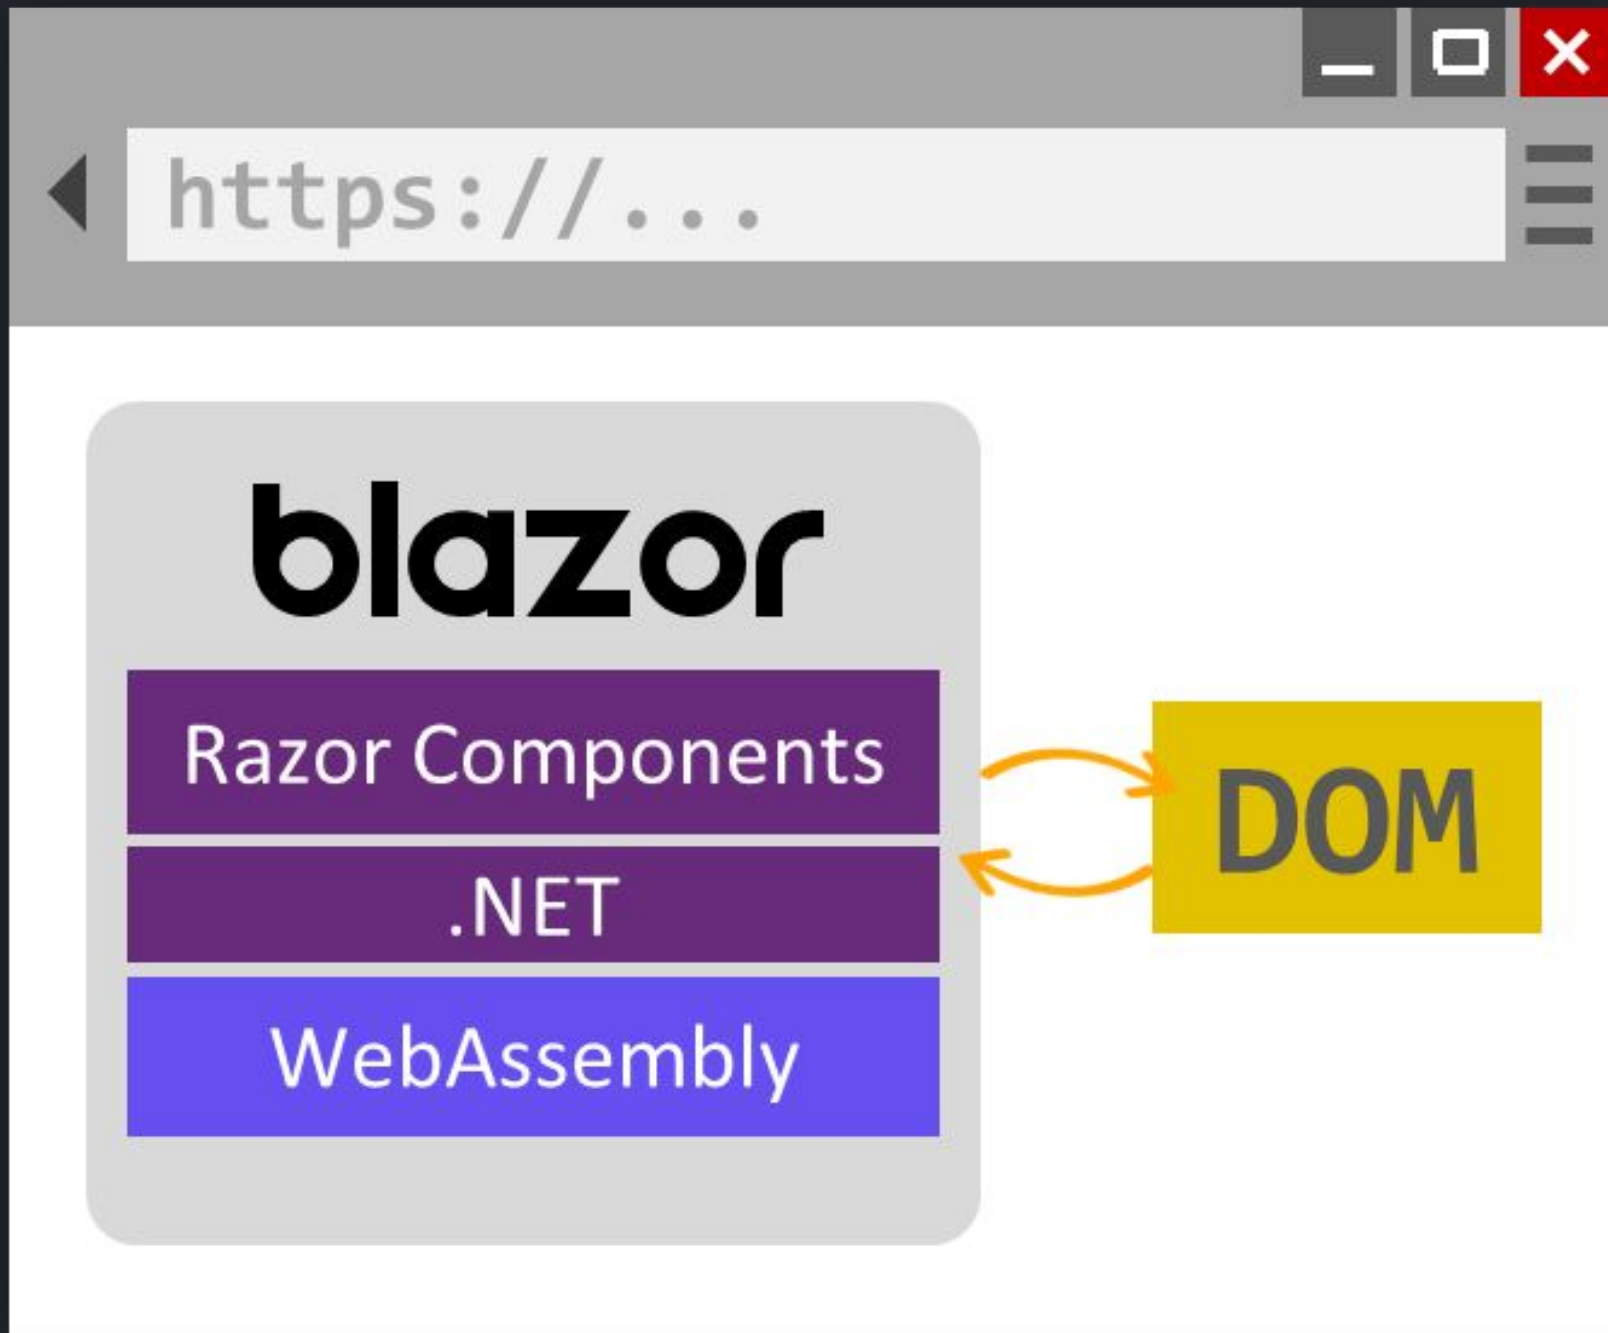 https://...
blazor
Razor Components
.NET
WebAssembly
DOM